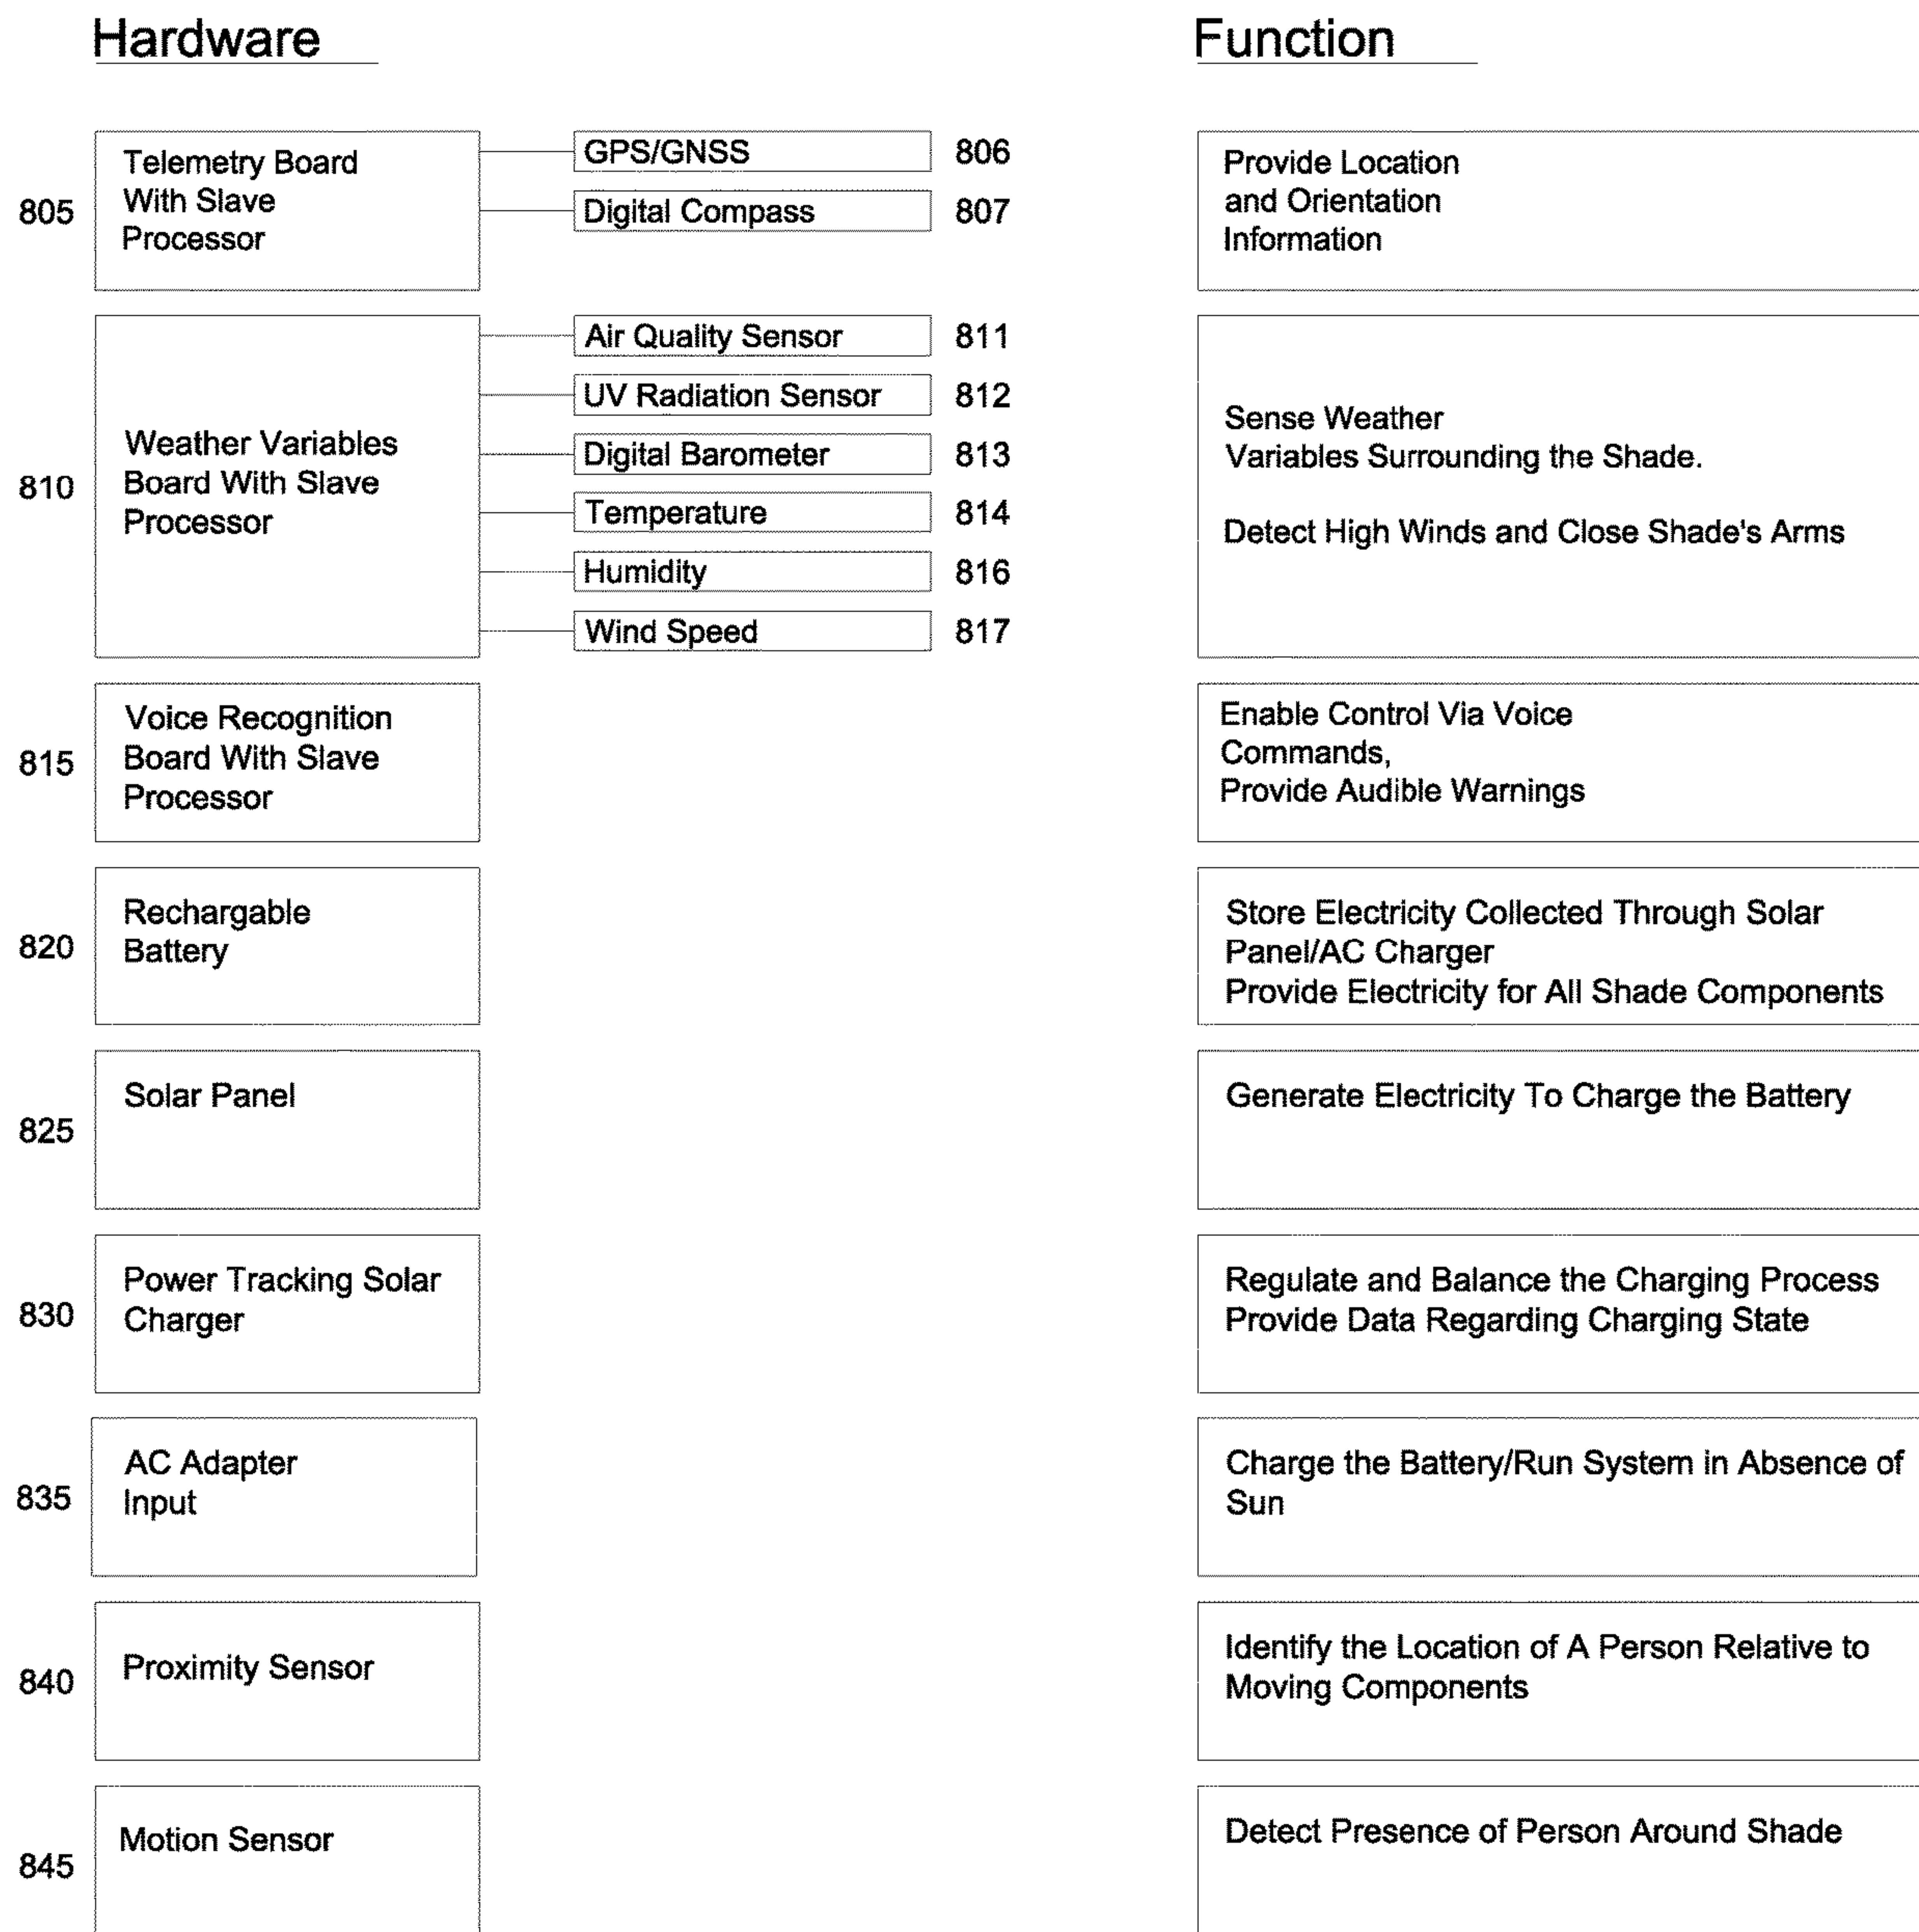 Hardware
Function
805
Telemetry Board
With Slave
Processor
GPS/GNSS
806
Digital Compass
807
Provide Location
and Orientation
Information
810
Weather Variables
Board With Slave
Processor
Air Quality Sensor
811
UV Radiation Sensor
812
Digital Barometer
813
Temperature
814
Humidity
816
Wind Speed
817
Sense Weather
Variables Surrounding the Shade.
Detect High Winds and Close Shade's Arms
815
Voice Recognition
Board With Slave
Processor
Enable Control Via Voice
Commands,
Provide Audible Warnings
820
Rechargable
Battery
Store Electricity Collected Through Solar
Panel/AC Charger
Provide Electricity for All Shade Components
825
Solar Panel
Generate Electricity To Charge the Battery
830
Power Tracking Solar
Charger
Regulate and Balance the Charging Process
Provide Data Regarding Charging State
835
AC Adapter
Input
Charge the Battery/Run System in Absence of
Sun
840
Proximity Sensor
Identify the Location of A Person Relative to
Moving Components
845
Motion Sensor
Detect Presence of Person Around Shade